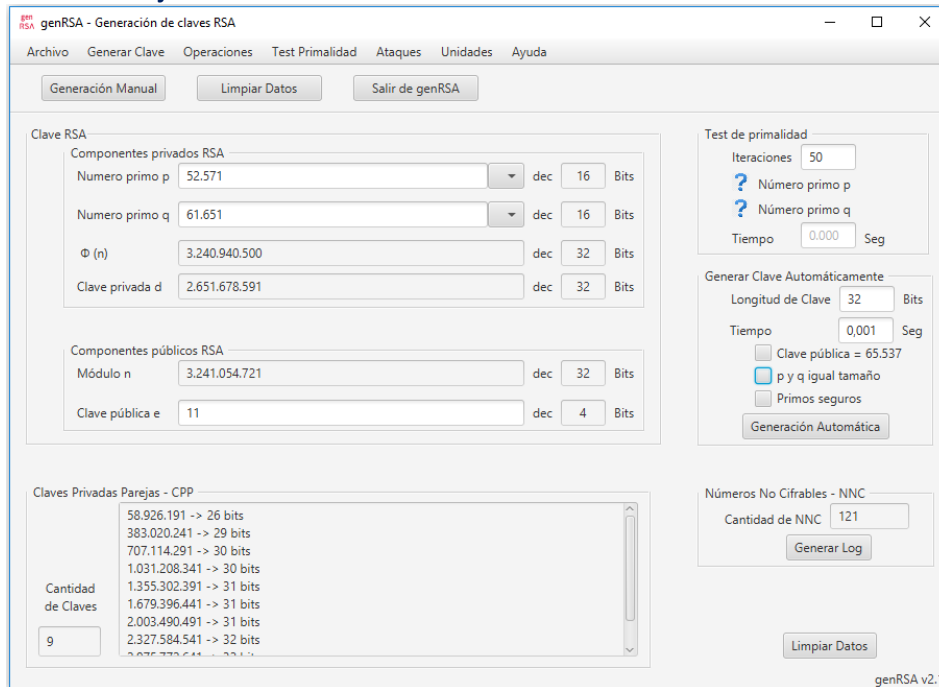 gen RSA genRSA - Generación de claves RSA
Archivo Generar Clave Operaciones Test Primalidad Ataques Unidades Ayuda
Generación Manual Limpiar Datos Salir de genRSA
Clave RSA
Componentes privados RSA
Numero primo p 52.571 dec 16 Bits
Numero primo q 61.651 dec 16 Bits
Φ (n) 3.240.940.500 dec 32 Bits
Clave privada d 2.651.678.591 dec 32 Bits
Componentes públicos RSA
Módulo n 3.241.054.721 dec 32 Bits
Clave pública e 11 dec 4 Bits
Test de primalidad
Iteraciones 50
? Número primo p
? Número primo q
Tiempo 0.000 Seg
Generar Clave Automáticamente
Longitud de Clave 32 Bits
Tiempo 0,001 Seg
Clave pública = 65.537
p y q igual tamaño
Primos seguros
Generación Automática
Claves Privadas Parejas - CPP
58.926.191 -> 26 bits
383.020.241 -> 29 bits
707.114.291 -> 30 bits
1.031.208.341 -> 30 bits
1.355.302.391 -> 31 bits
1.679.396.441 -> 31 bits
2.003.490.491 -> 31 bits
2.327.584.541 -> 32 bits
Cantidad
de Claves
9
Números No Cifrables - NNC
Cantidad de NNC 121
Generar Log
Limpiar Datos
genRSA v2.